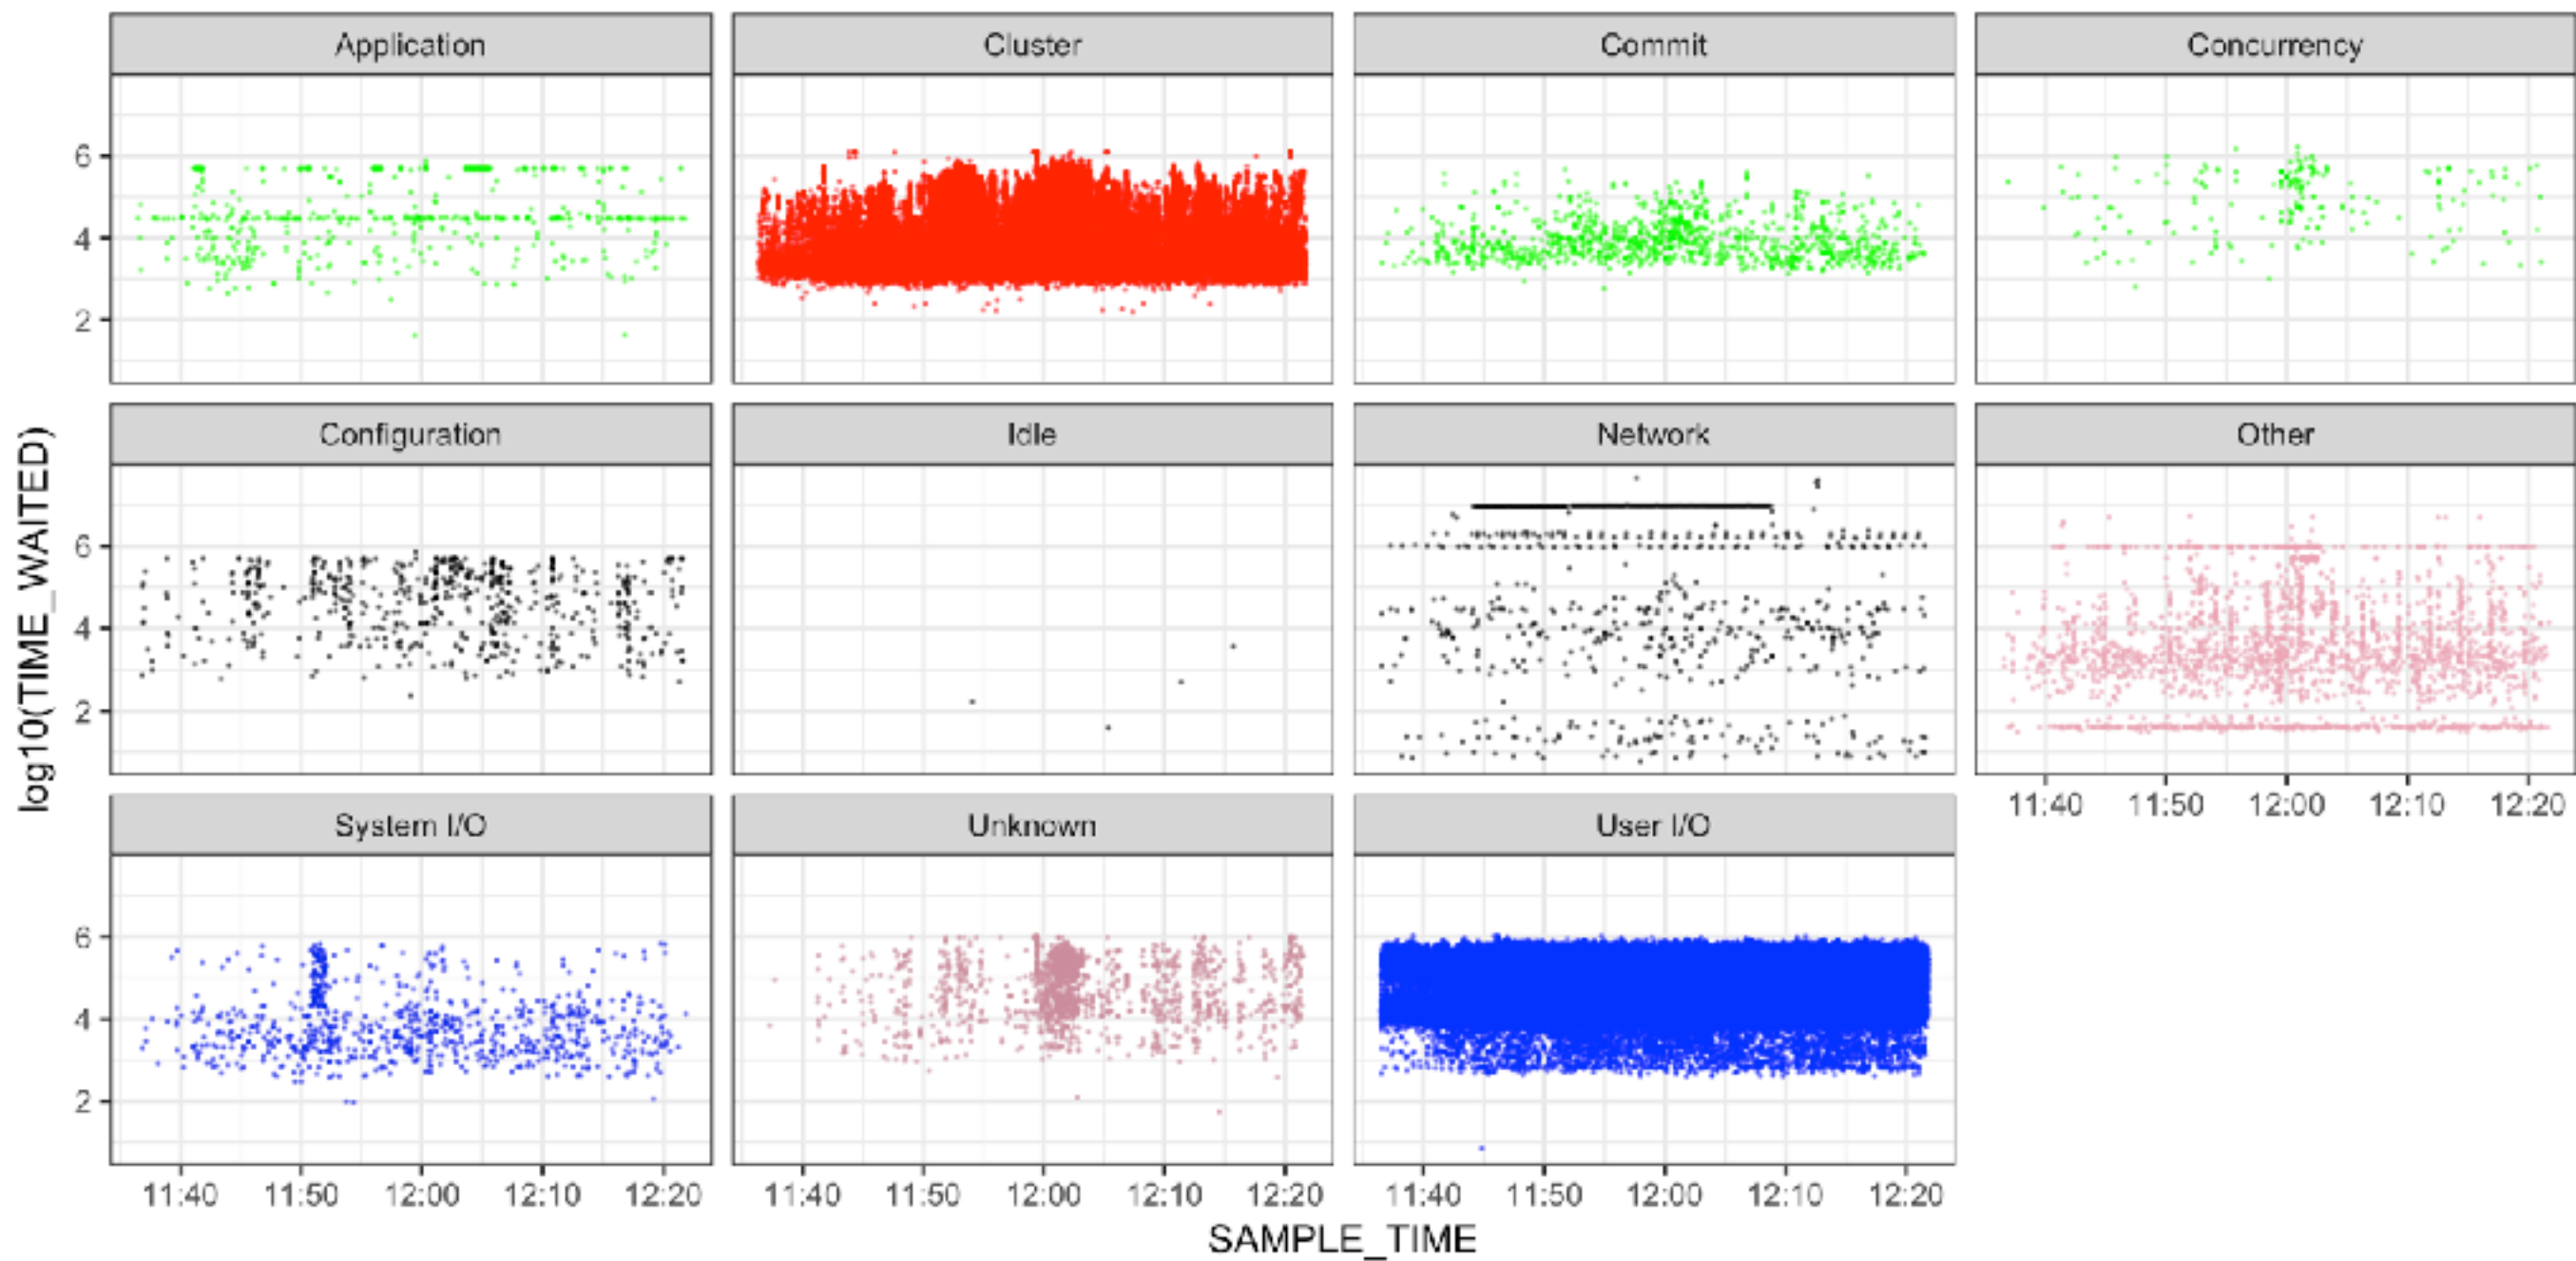 Application
Cluster
Commit
Concurrency
6
4
2
Configuration
Idle
Network
Other
6
4
2
11:40 11:50 12:00 12:10 12:20
System I/O
Unknown
User I/O
6
4
2
11:40 11:50 12:00 12:10 12:20
11:40 11:50 12:00 12:10 12:20
11:40 11:50 12:00 12:10 12:20
SAMPLE_TIME
log10(TIME_WAITED)